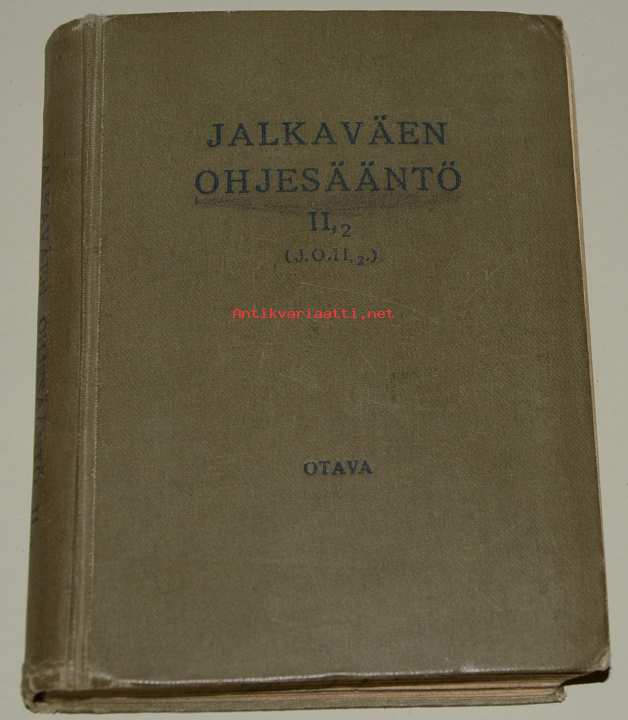 JALKAVÄEN
OHJESÄÄNTÖ
II,2
(J.O.II,2.)
Antikvariaatti.net
OTAVA